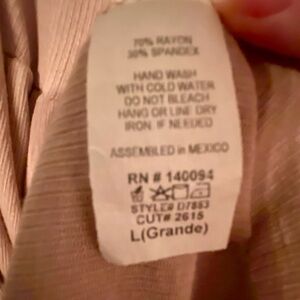 70% RAYON
30% SPANDEX
HAND WASH
WITH COLD WATER
DO NOT BLEACH
HANG OR LINE DRY
IRON IF NEEDED
ASSEMBLED in MEXICO
RN # 140094
STYLE# D7853
CUT# 2615
L(Grande)